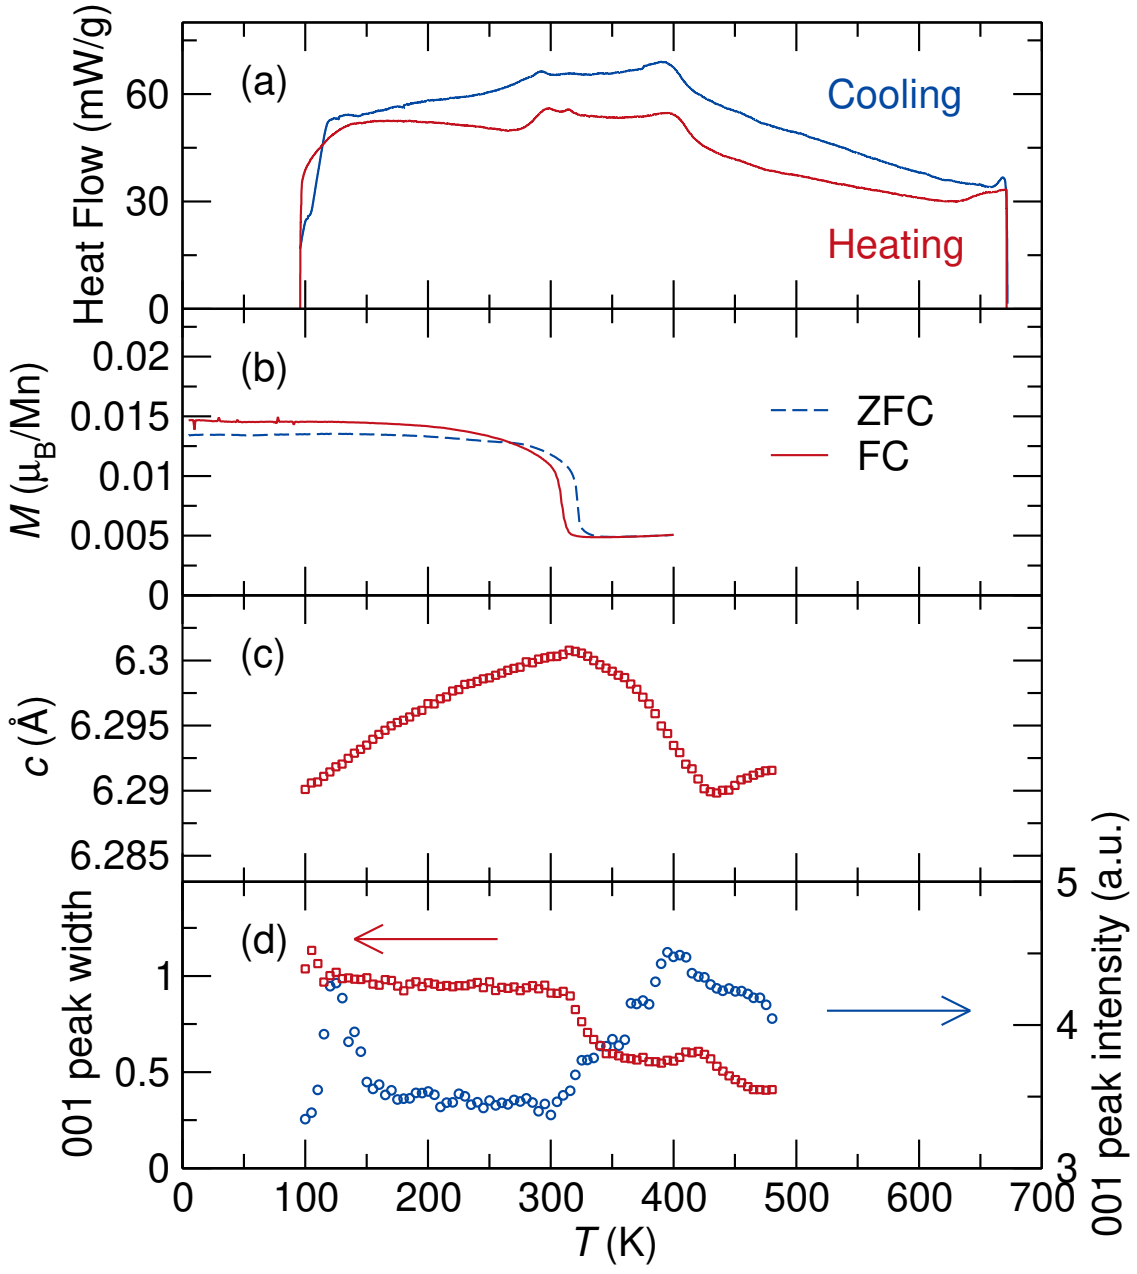 Heat Flow (mW/g)
60
30
0
(a)
Cooling
Heating
M (μB/Mn)
0.02
0.015
0.01
0.005
0
(b)
ZFC
FC
c (Å)
6.3
6.295
6.29
6.285
(c)
001 peak width
1
0.5
0
(d)
5
4
3
001 peak intensity (a.u.)
0 100 200 300 400 500 600 700
T (K)